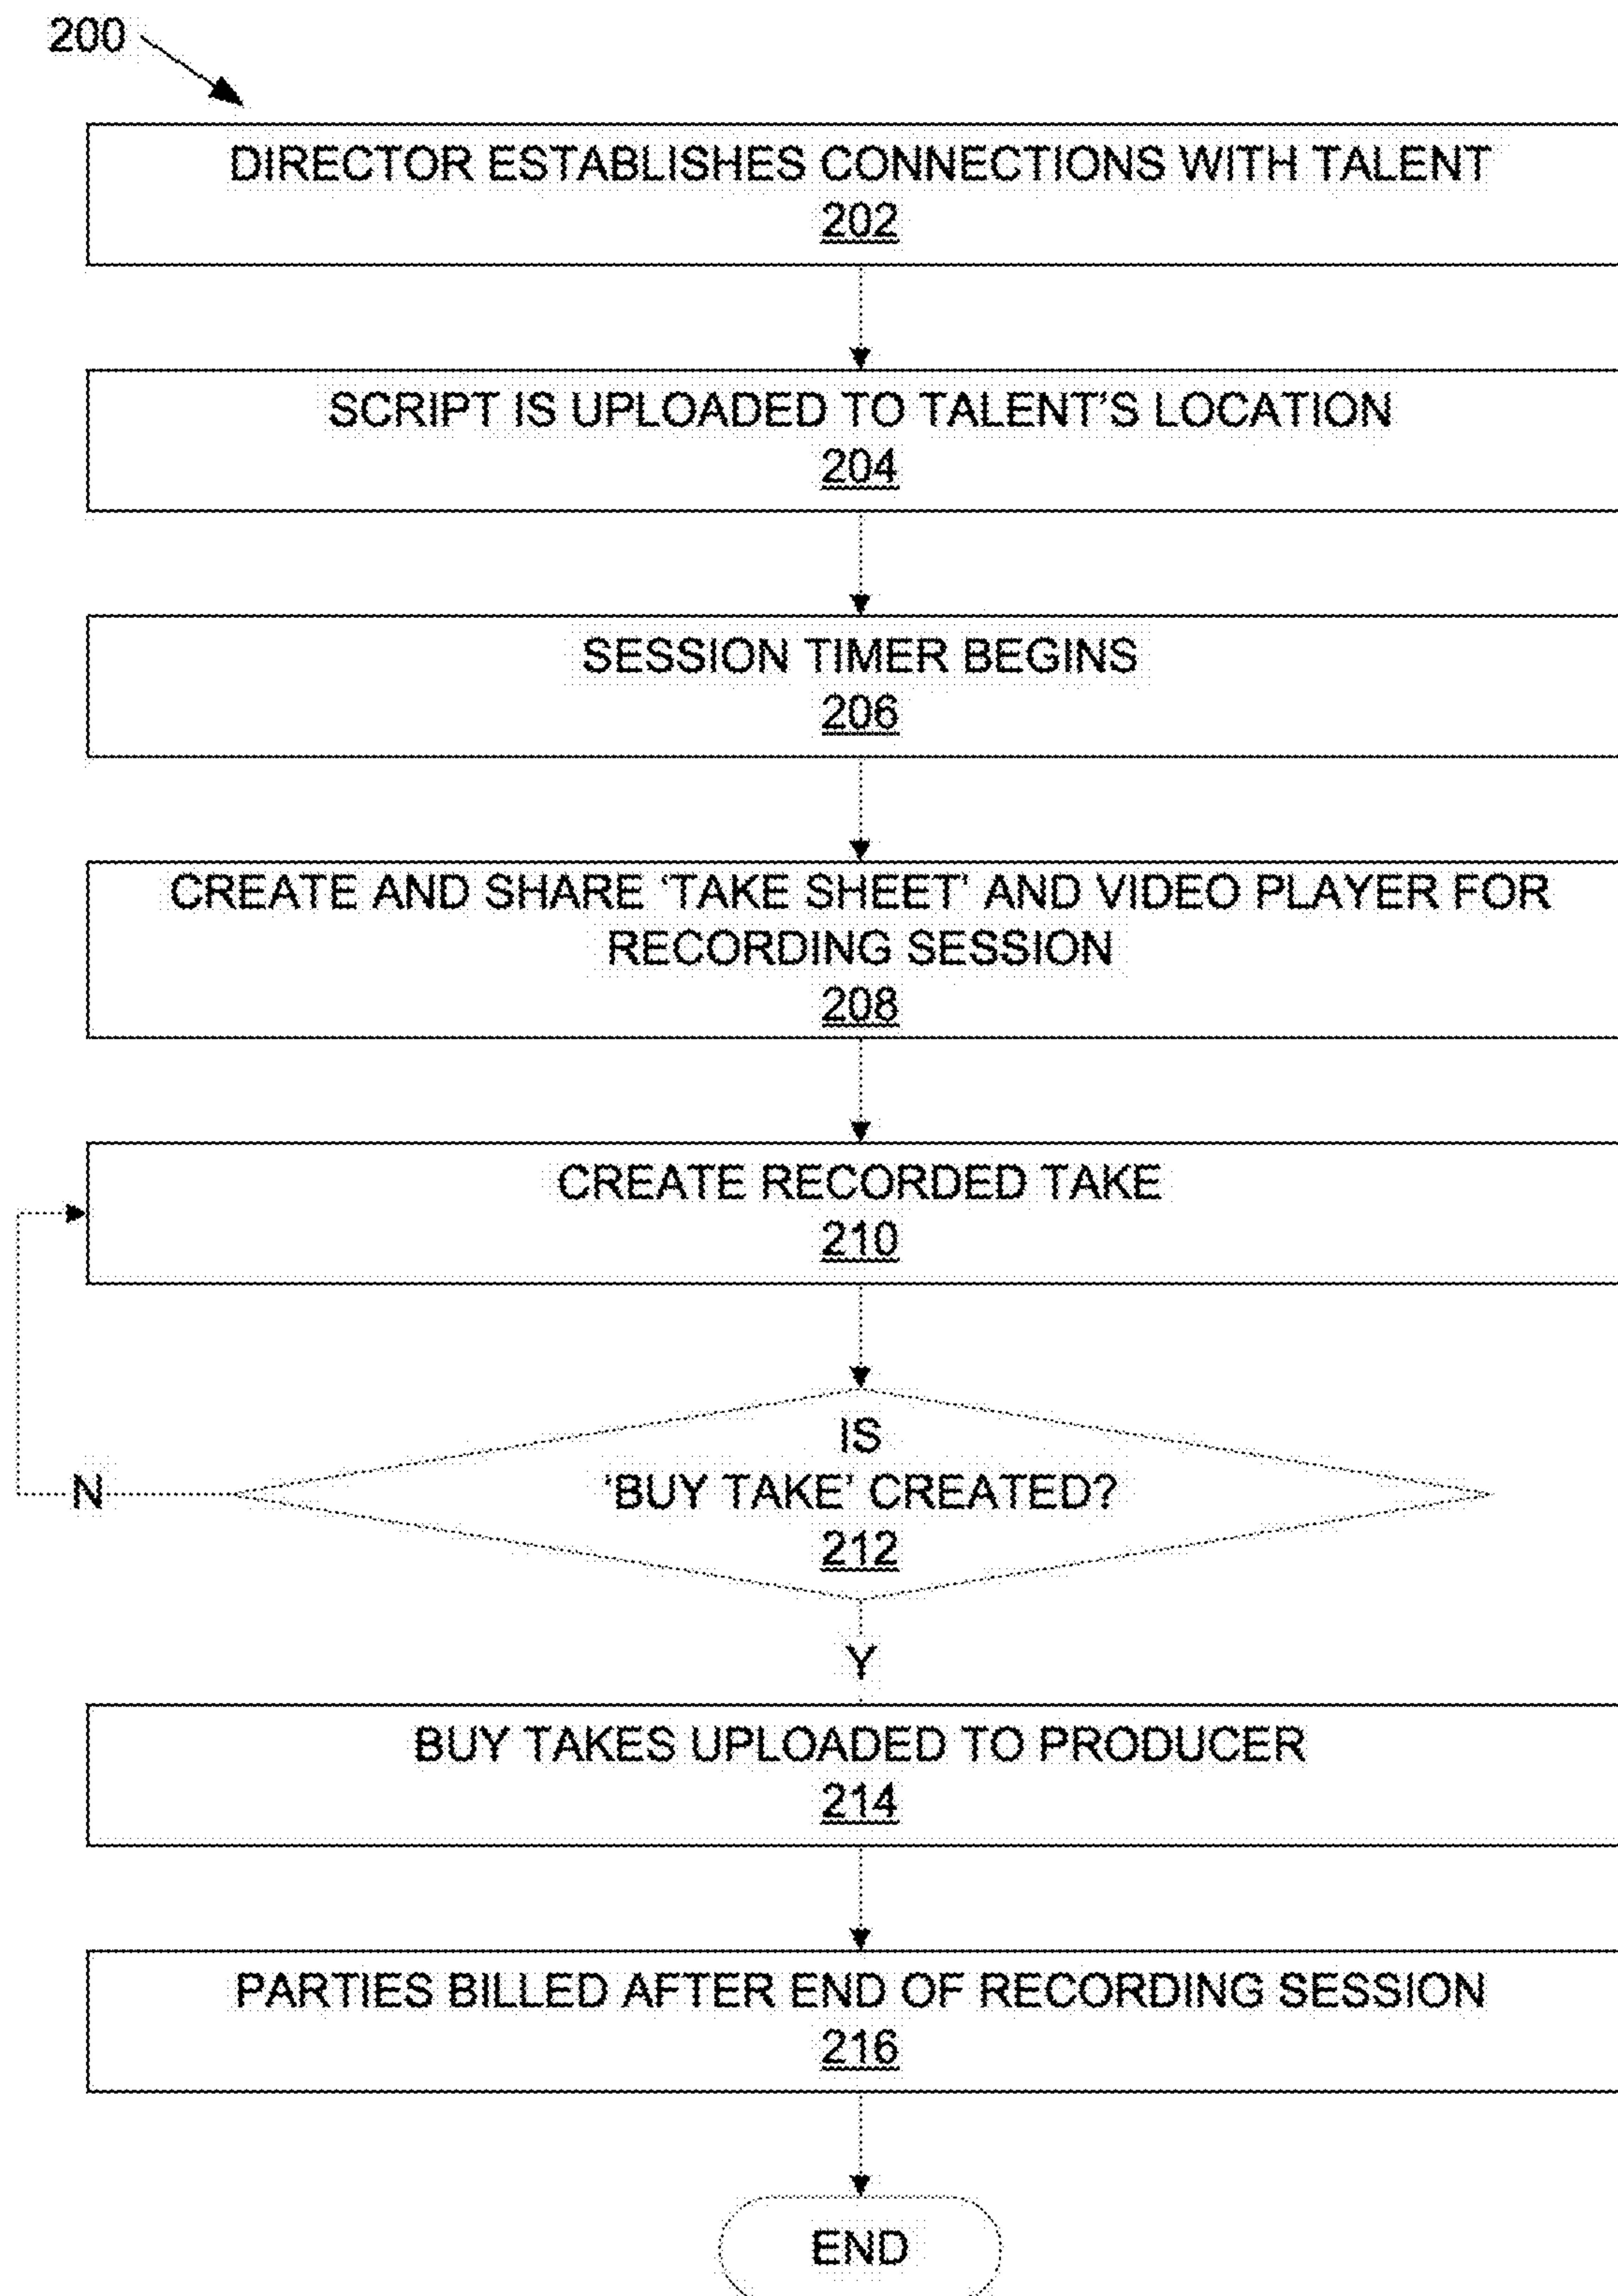 200
DIRECTOR ESTABLISHES CONNECTIONS WITH TALENT
202
SCRIPT IS UPLOADED TO TALENT'S LOCATION
204
SESSION TIMER BEGINS
206
CREATE AND SHARE ‘TAKE SHEET’ AND VIDEO PLAYER FOR
RECORDING SESSION
208
CREATE RECORDED TAKE
210
IS
‘BUY TAKE’ CREATED?
212
N
Y
BUY TAKES UPLOADED TO PRODUCER
214
PARTIES BILLED AFTER END OF RECORDING SESSION
216
END